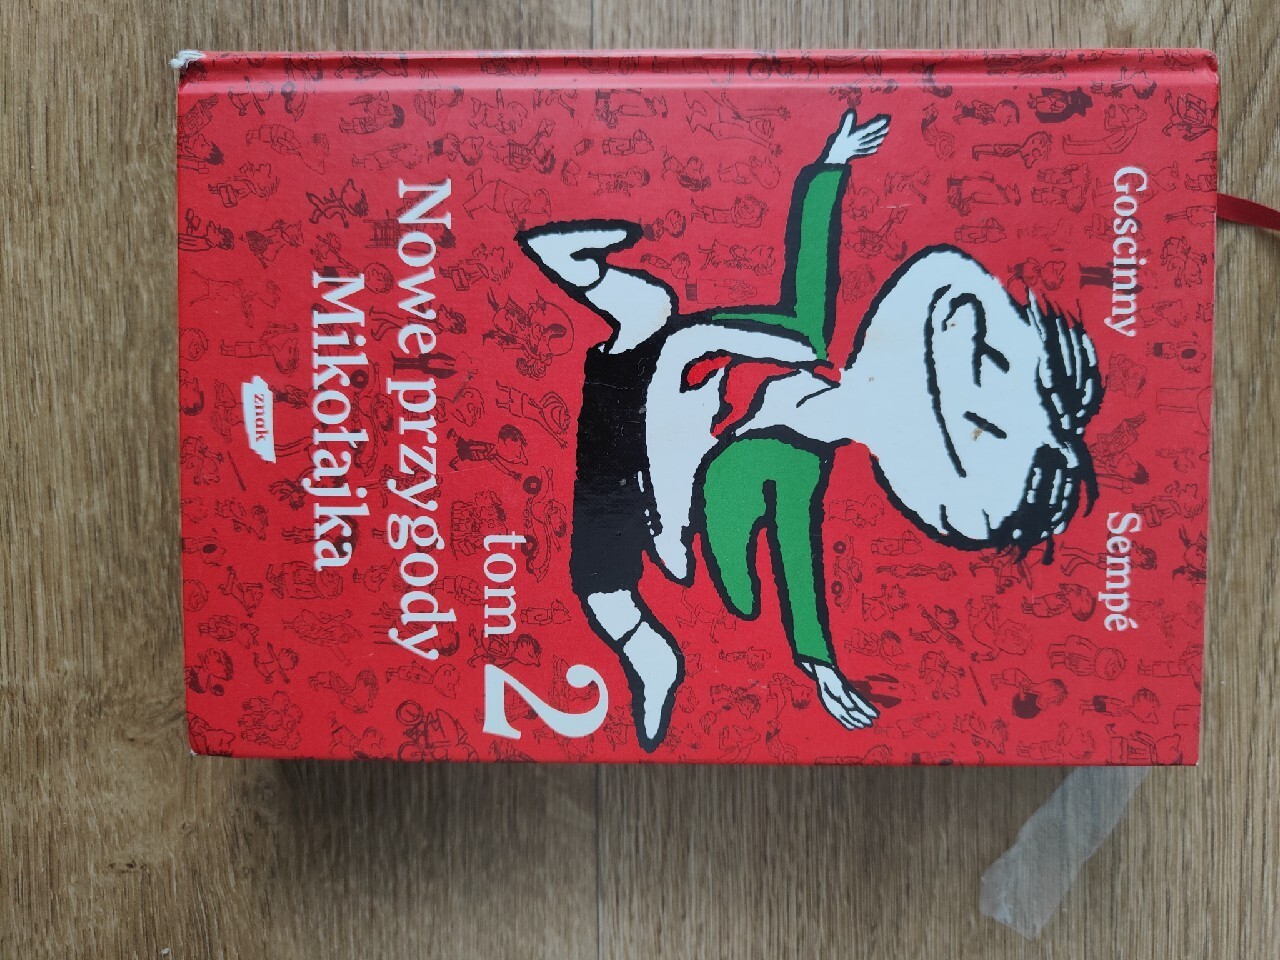 Goscinny Sempé
tom 2
Nowe przygody
Mikołajka
znak